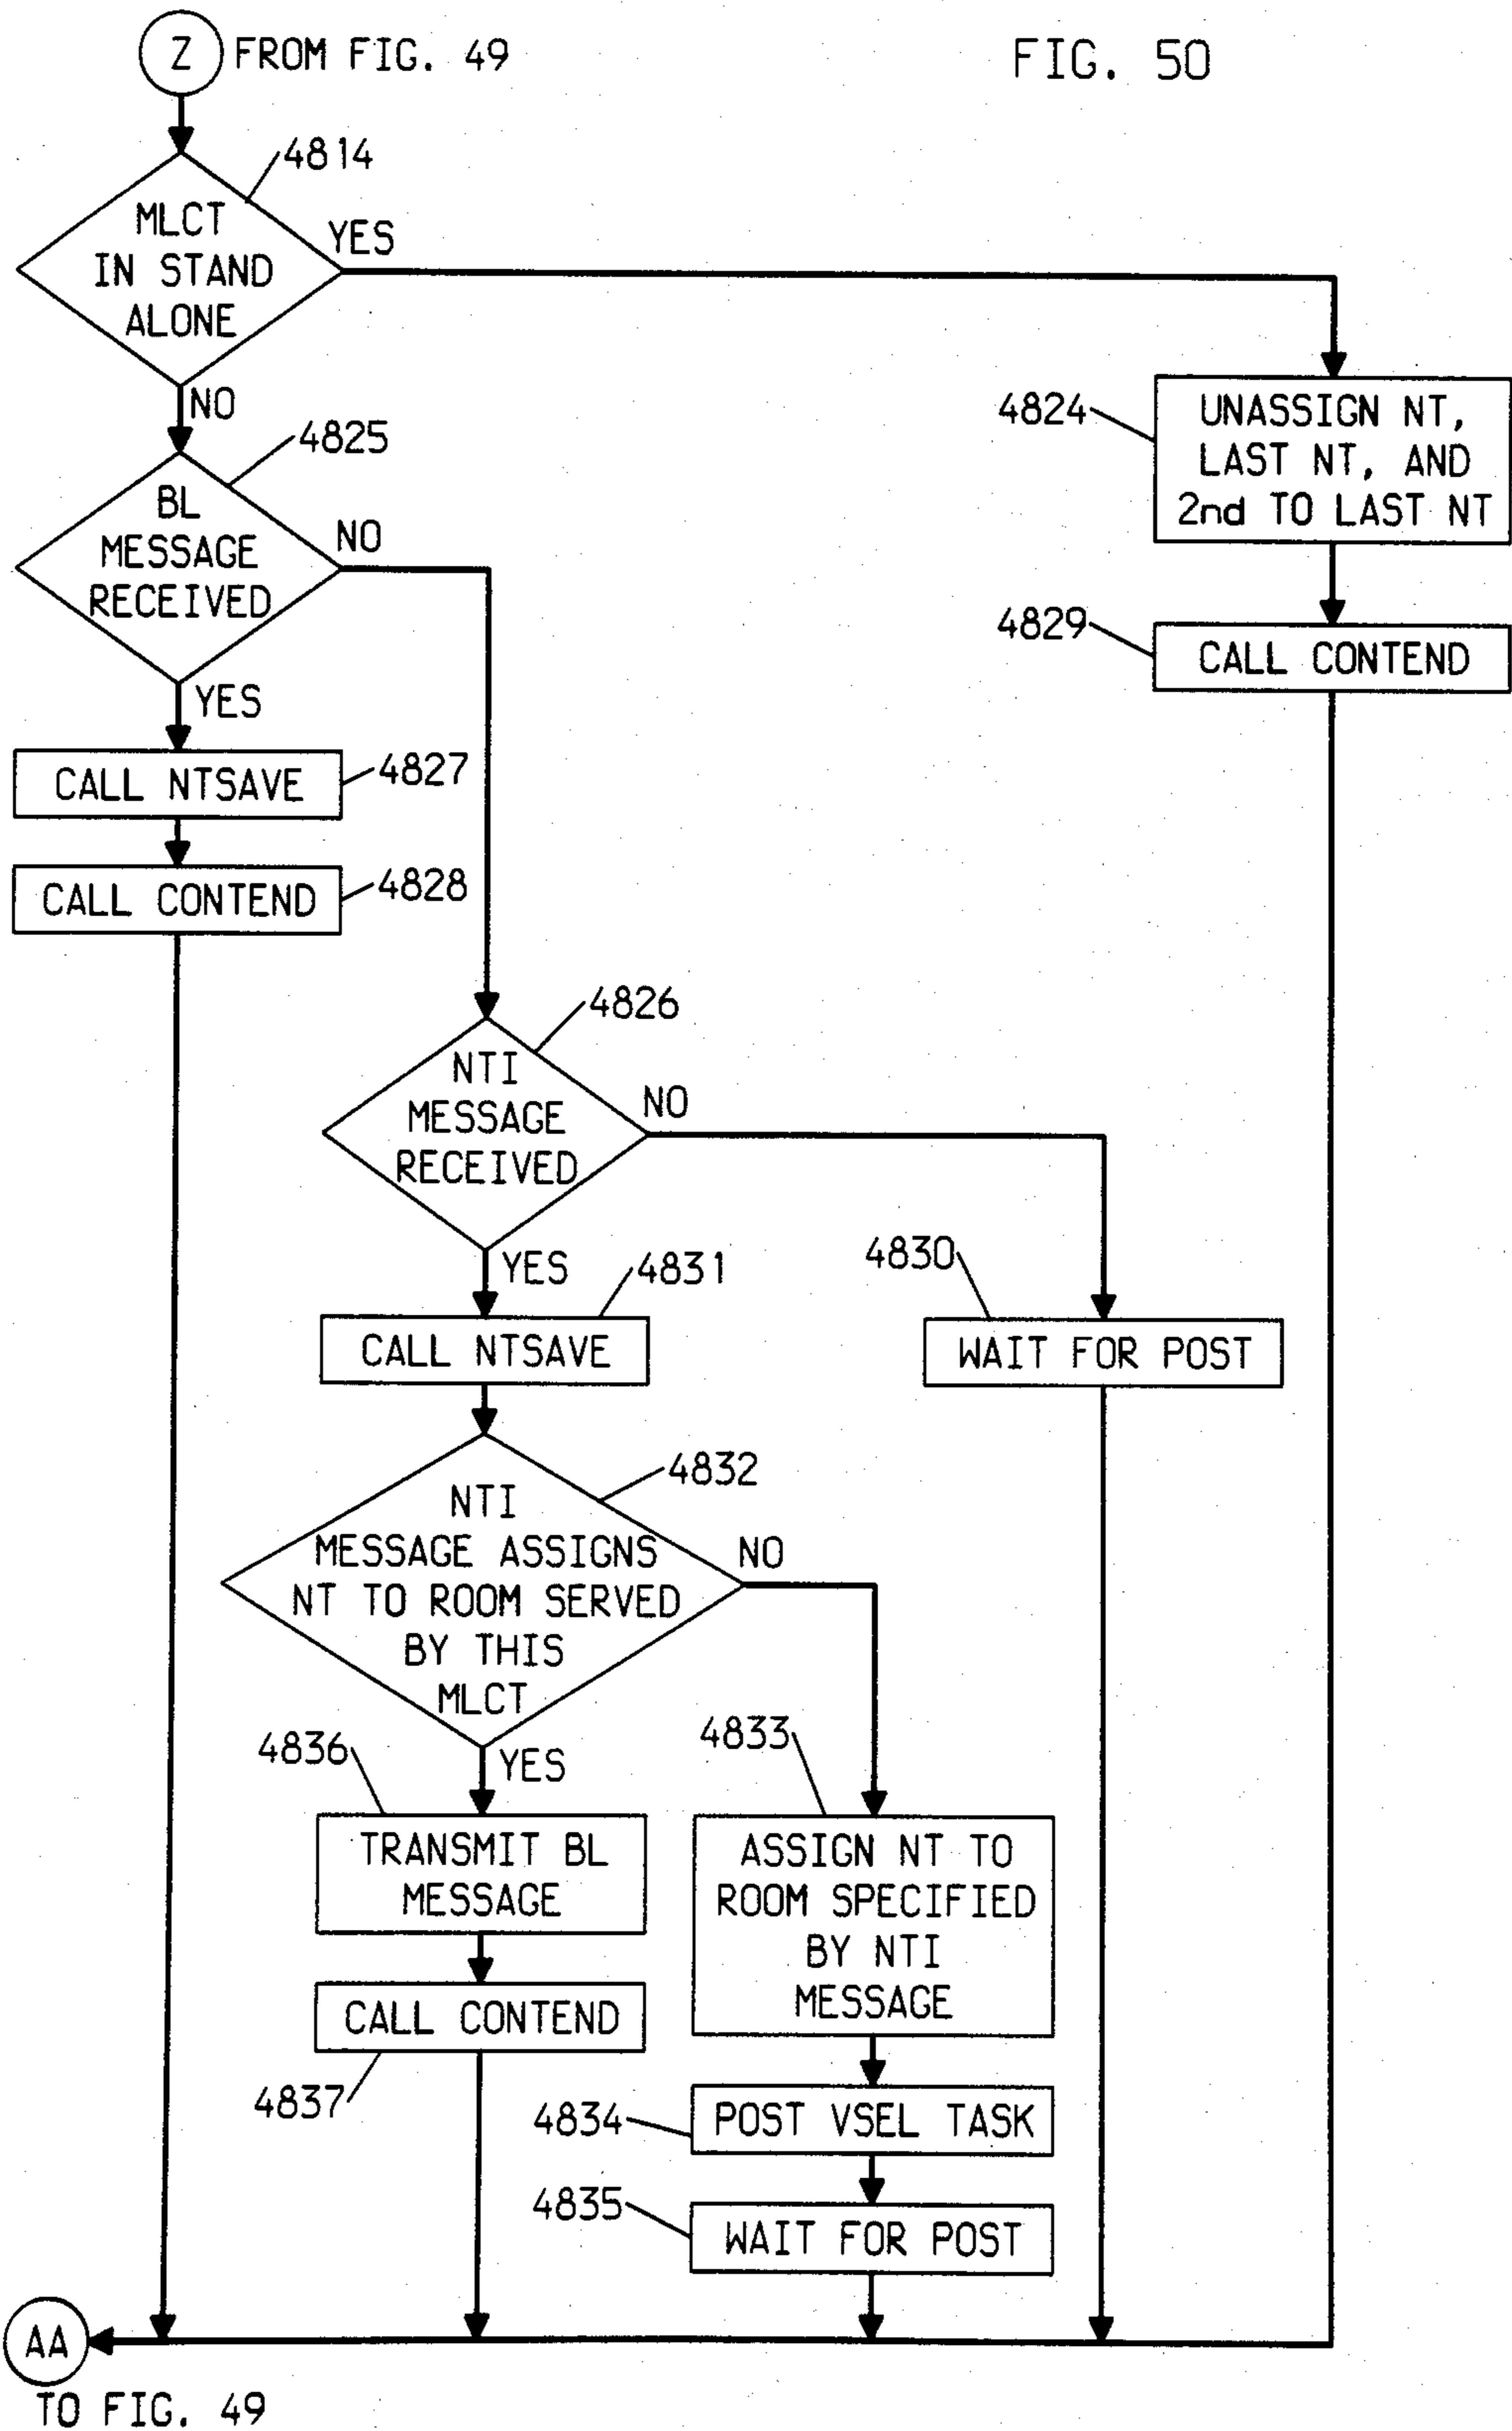 Z FROM FIG. 49
FIG. 50
4814
MLCT
IN STAND
ALONE
YES
NO
4824
UNASSIGN NT,
LAST NT, AND
2nd TO LAST NT
4829
CALL CONTEND
4825
BL
MESSAGE
RECEIVED
NO
YES
CALL NTSAVE
4827
CALL CONTEND
4828
4826
NTI
MESSAGE
RECEIVED
NO
YES
4830
WAIT FOR POST
4831
CALL NTSAVE
4832
NTI
MESSAGE ASSIGNS
NT TO ROOM SERVED
BY THIS
MLCT
NO
YES
4836
TRANSMIT BL
MESSAGE
CALL CONTEND
4837
4833
ASSIGN NT TO
ROOM SPECIFIED
BY NTI
MESSAGE
4834
POST VSEL TASK
4835
WAIT FOR POST
AA
TO FIG. 49